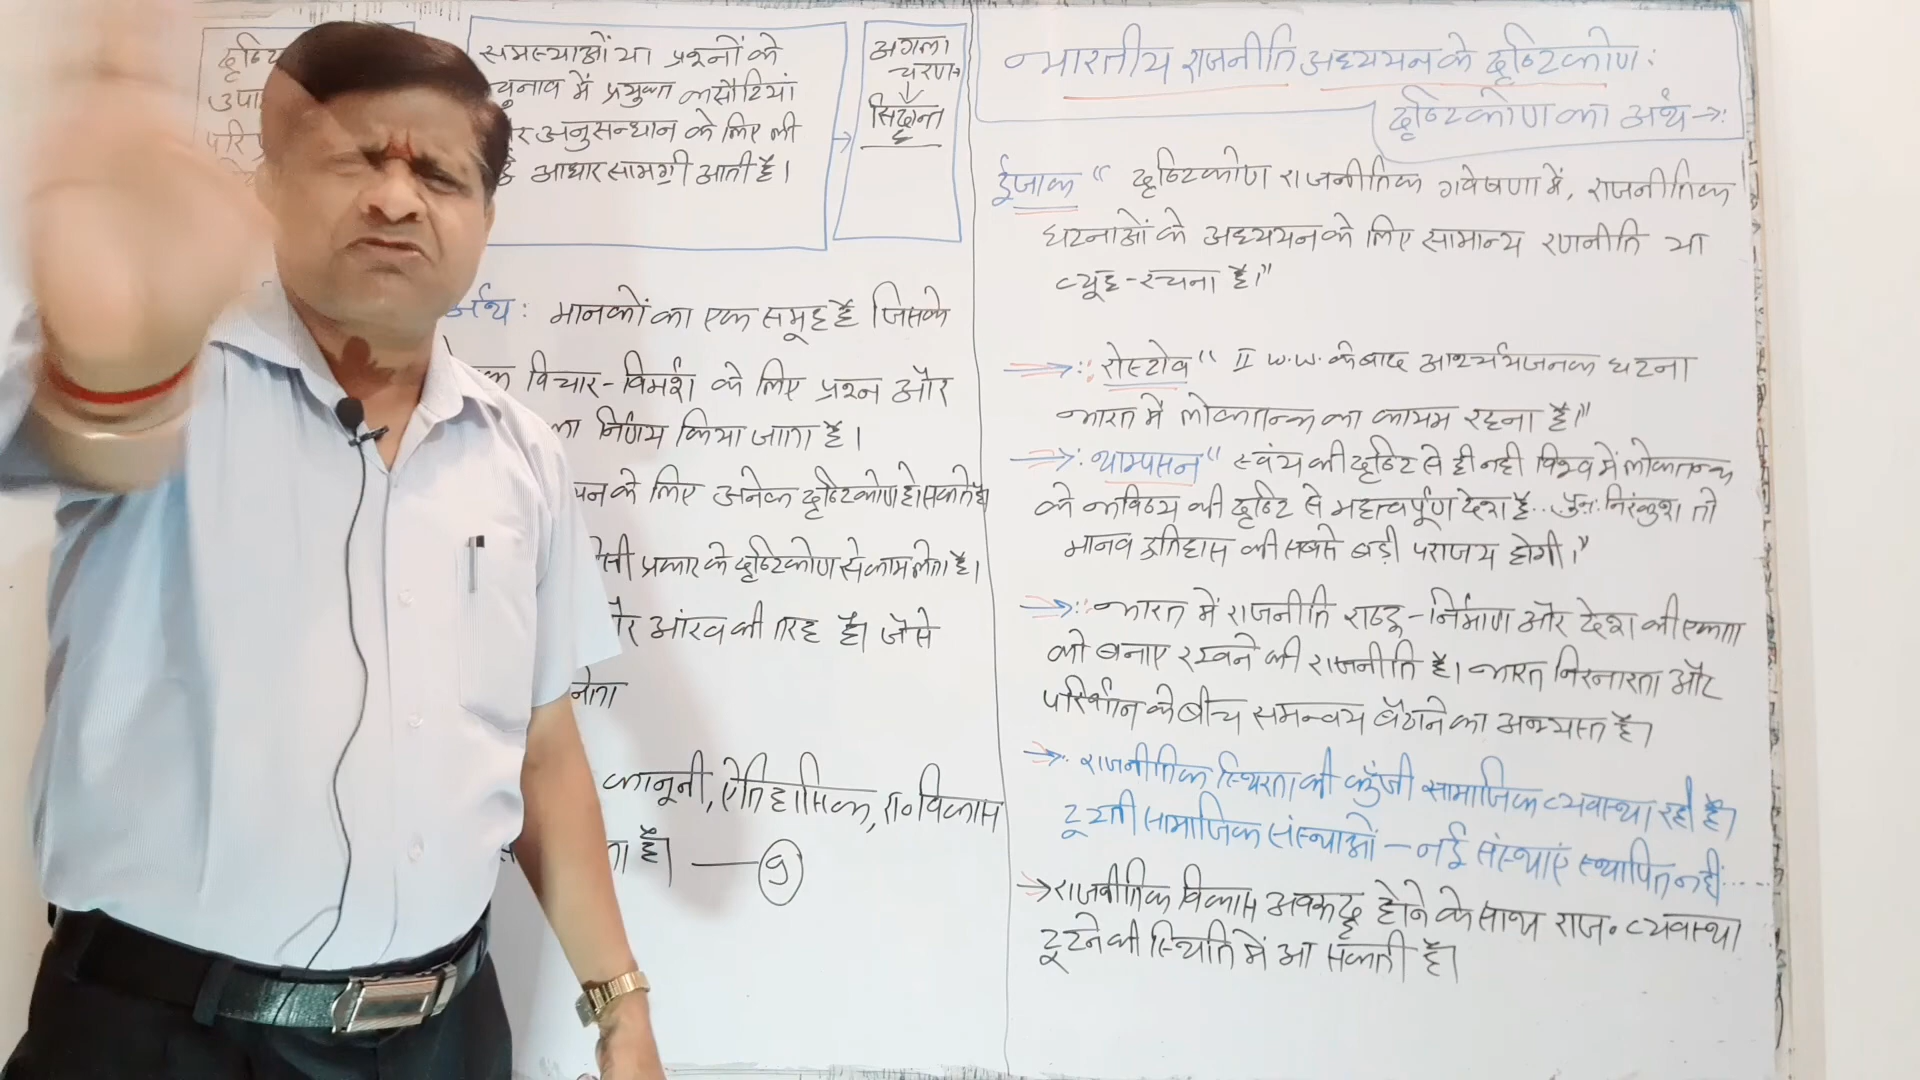 समस्याओं या प्रश्नों के
चुनाव में प्रयुक्त कसौटियां
अनुसन्धान के लिए ली
आधार सामग्री आती है।
अगला
चरण→
सिद्धान्त
अर्थ: मानकों का एक समूह है जिसके
विचार-विमर्श के लिए प्रश्न और
निर्णय किया जाता है।
के लिए अनेक दृष्टिकोण हो सकते हैं
प्रकार के दृष्टिकोण से काम लेता है।
आंख की तरह है। जैसे
कानूनी, ऐतिहासिक, रा० विकास
है। —
भारतीय राजनीति अध्ययन के दृष्टिकोण:
दृष्टिकोण का अर्थ→:
ईजाक “ दृष्टिकोण राजनीतिक गवेषणा में, राजनीतिक
घटनाओं के अध्ययन के लिए सामान्य रणनीति या
व्यूह-रचना है।”
→: रोस्टोव “ II W.W. के बाद आश्चर्यजनक घटना
भारत में लोकतन्त्र का कायम रहना है।”
→: थाम्पसन “ स्वंय की दृष्टि से ही नही विश्व में लोकतन्त्र
के भविष्य की दृष्टि से महत्वपूर्ण देश है.. पुन: निरंकुश तो
मानव इतिहास की सबसे बड़ी पराजय होगी।”
→: भारत में राजनीति राष्ट्र-निर्माण और देश की एकता
को बनाए रखने की राजनीति है। भारत निरन्तरता और
परिवर्तन के बीच समन्वय बैठाने का अभ्यस्त है।
→: राजनीतिक स्थिरता की कुँजी सामाजिक व्यवस्था रही है।
टूटती सामाजिक संस्थाओं - नई संस्थाएं स्थापित नहीं....
→ राजनीतिक विकास अवरूद्ध होने के साथ राज० व्यवस्था
टूटने की स्थिति में आ सकती है।